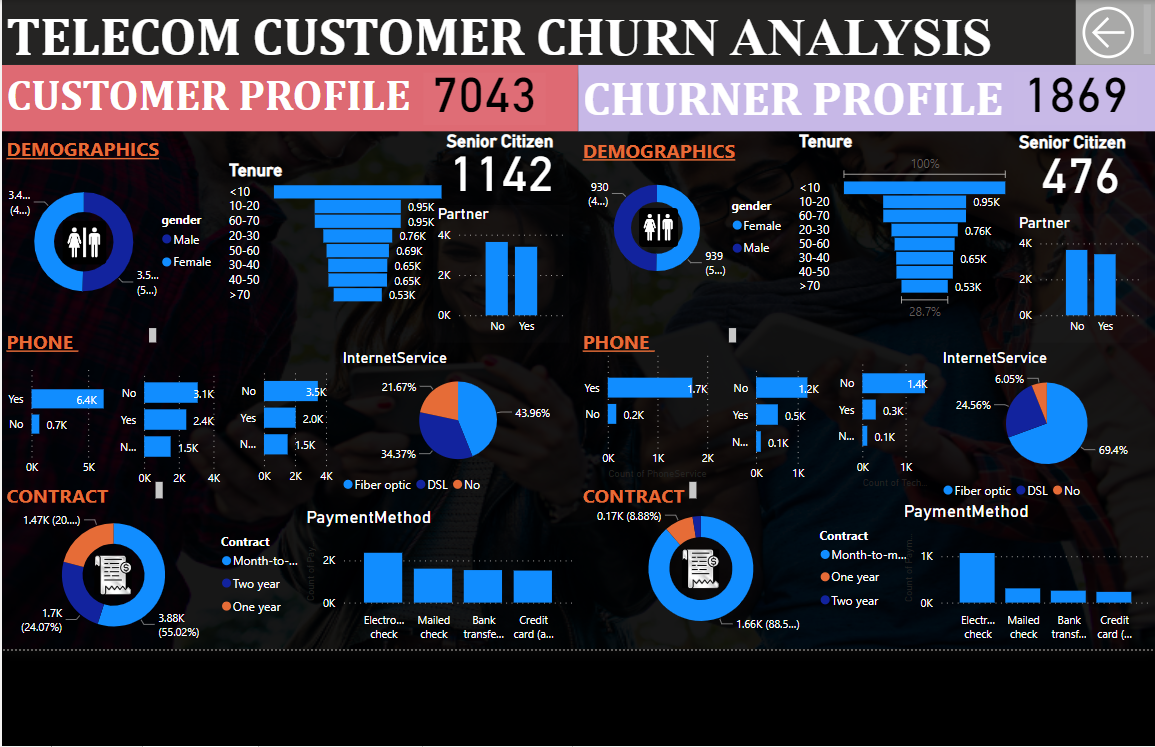 TELECOM CUSTOMER CHURN ANALYSIS
CUSTOMER PROFILE 7043
DEMOGRAPHICS
3.4...
(4...)
3.5...
(5...)
gender
Male
Female
Tenure
<10
10-20
60-70
20-30
50-60
30-40
40-50
>70
0.95K
0.95K
0.76K
0.69K
0.65K
0.65K
0.53K
Senior Citizen
1142
Partner
4K
2K
0K
No Yes
PHONE
Yes 6.4K
No 0.7K
0K 5K
No 3.1K
Yes 2.4K
N... 1.5K
0K 2K 4K
No 3.5K
Yes 2.0K
N... 1.5K
0K 2K 4K
InternetService
21.67%
43.96%
34.37%
Fiber optic DSL No
CONTRACT
1.47K (20....)
1.7K
(24.07%)
3.88K
(55.02%)
Contract
Month-to-...
Two year
One year
PaymentMethod
2K
0K
Electro...
check
Mailed
check
Bank
transfe...
Credit
card (a...
CHURNER PROFILE 1869
DEMOGRAPHICS
930
(4...)
939
(5...)
gender
Female
Male
Tenure
100%
<10
10-20
60-70
20-30
50-60
30-40
40-50
>70
0.95K
0.76K
0.65K
0.53K
28.7%
Senior Citizen
476
Partner
4K
2K
0K
No Yes
PHONE
Yes 1.7K
No 0.2K
0K 1K 2K
Count of PhoneService
No 1.2K
Yes 0.5K
N... 0.1K
0K 1K
No 1.4K
Yes 0.3K
N... 0.1K
0K 1K
Count of Tech...
InternetService
6.05%
24.56%
69.4%
Fiber optic DSL No
CONTRACT
0.17K (8.88%)
1.66K (88.5...)
Contract
Month-to-m...
One year
Two year
PaymentMethod
1K
0K
Electr...
check
Mailed
check
Bank
transf...
Credit
card (...